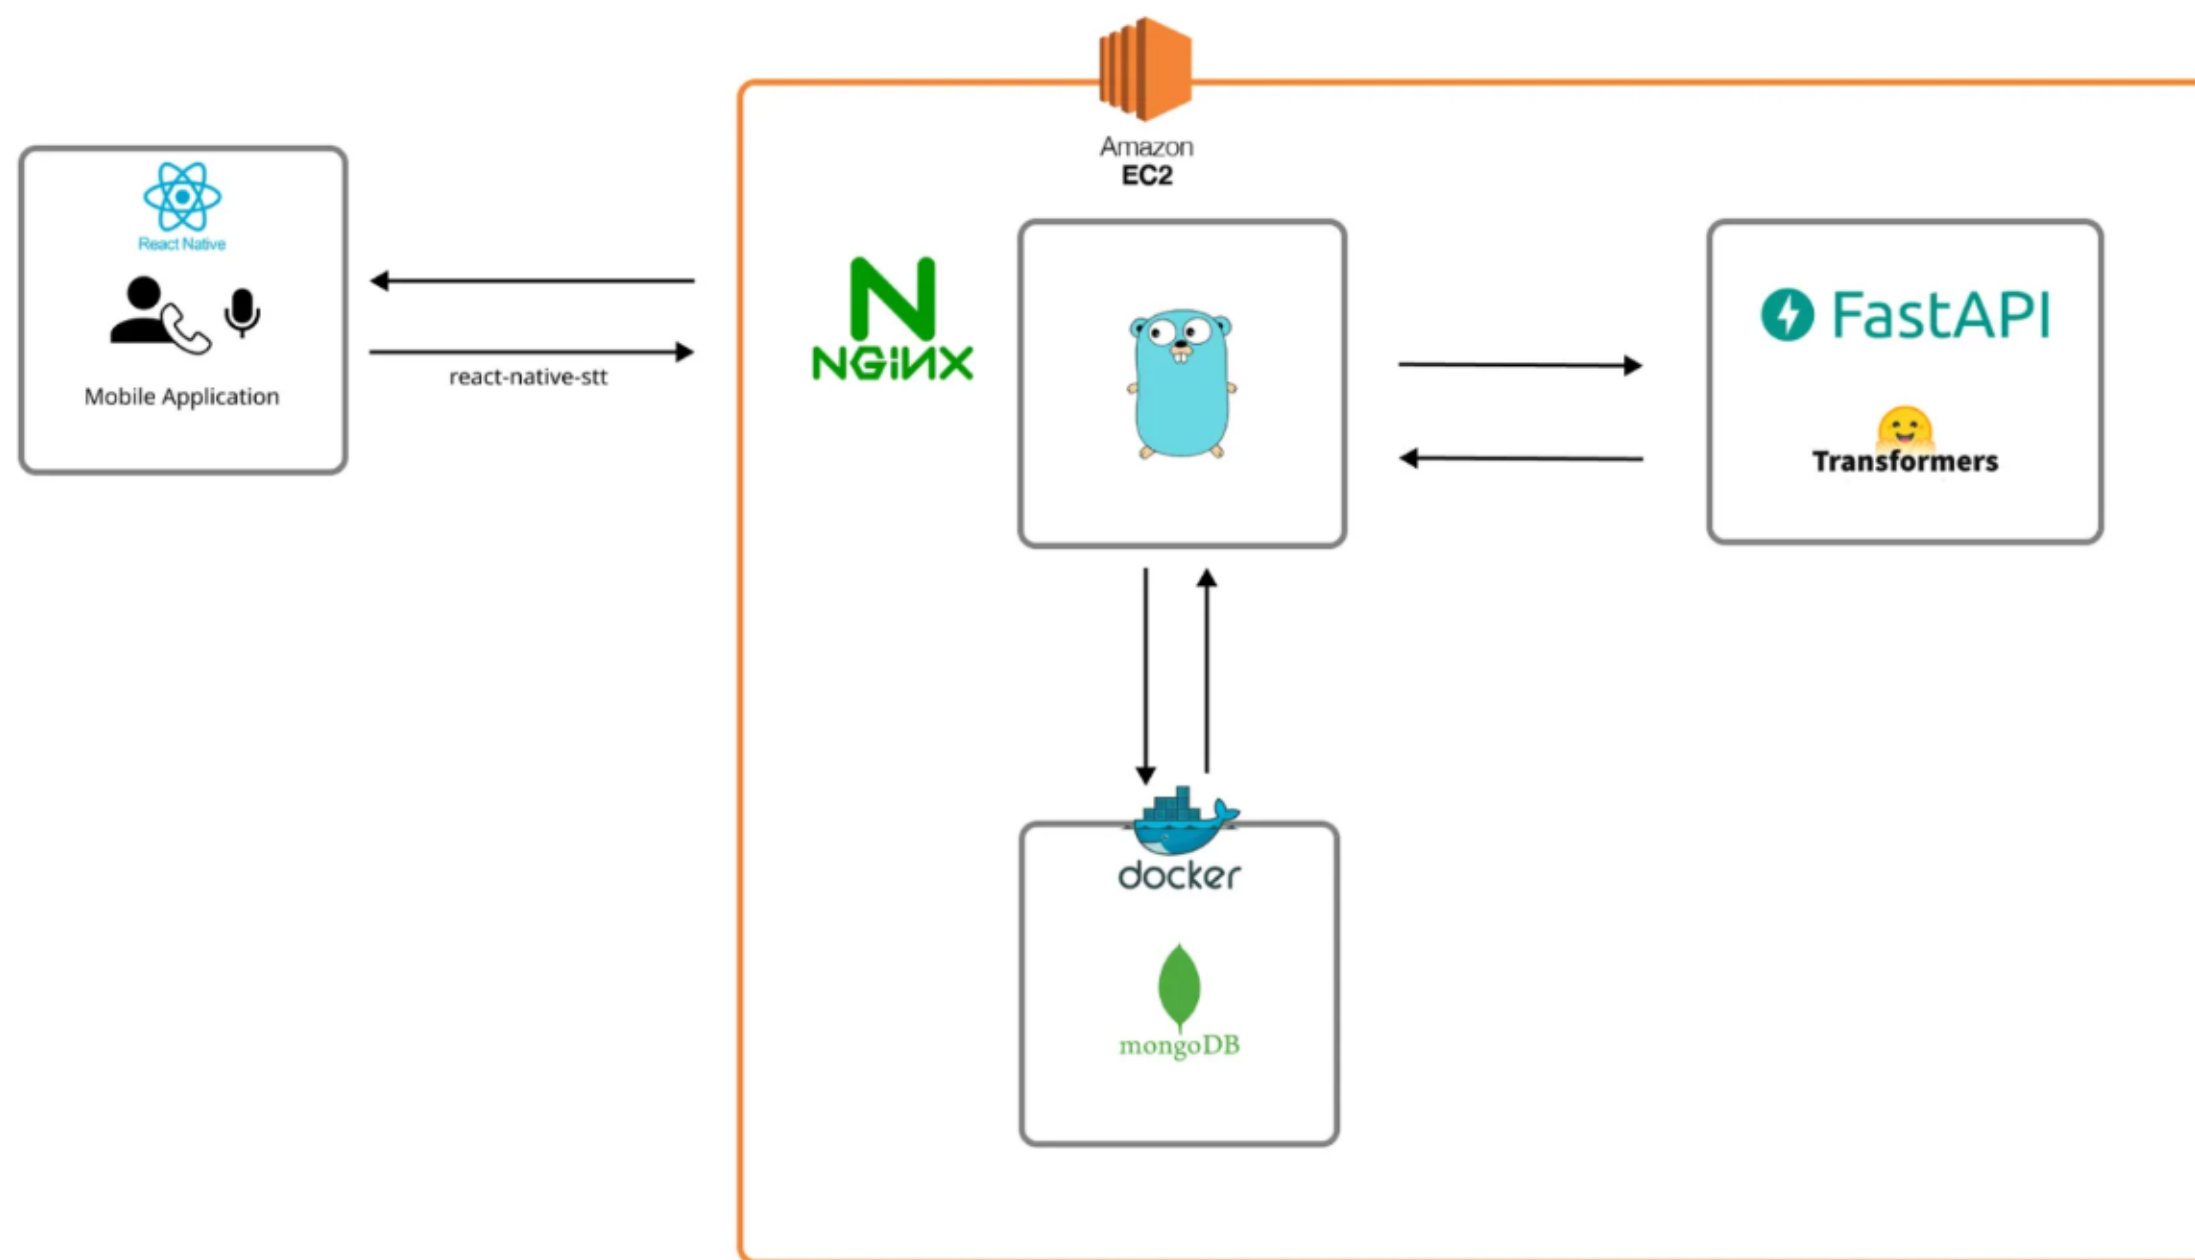 Amazon
EC2
React Native
Mobile Application
react-native-stt
NGiNX
FastAPI
Transformers
docker
mongoDB